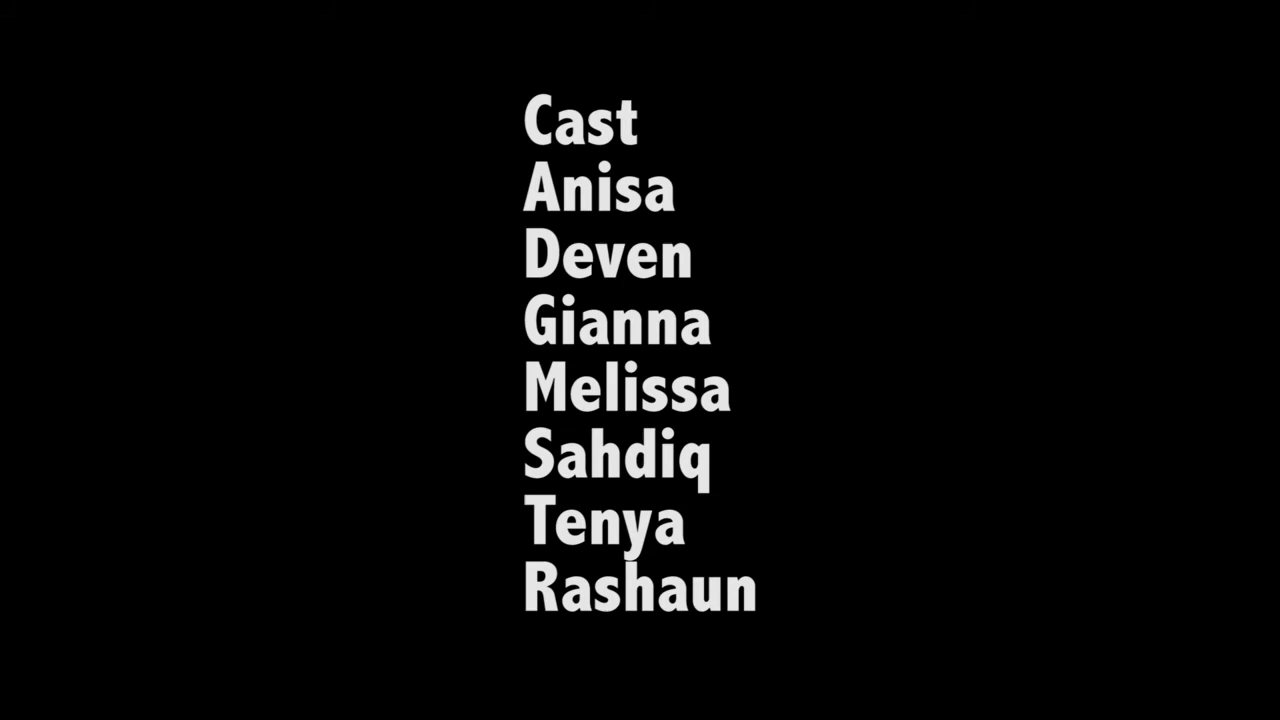 Cast
Anisa
Deven
Gianna
Melissa
Sahdiq
Tenya
Rashaun